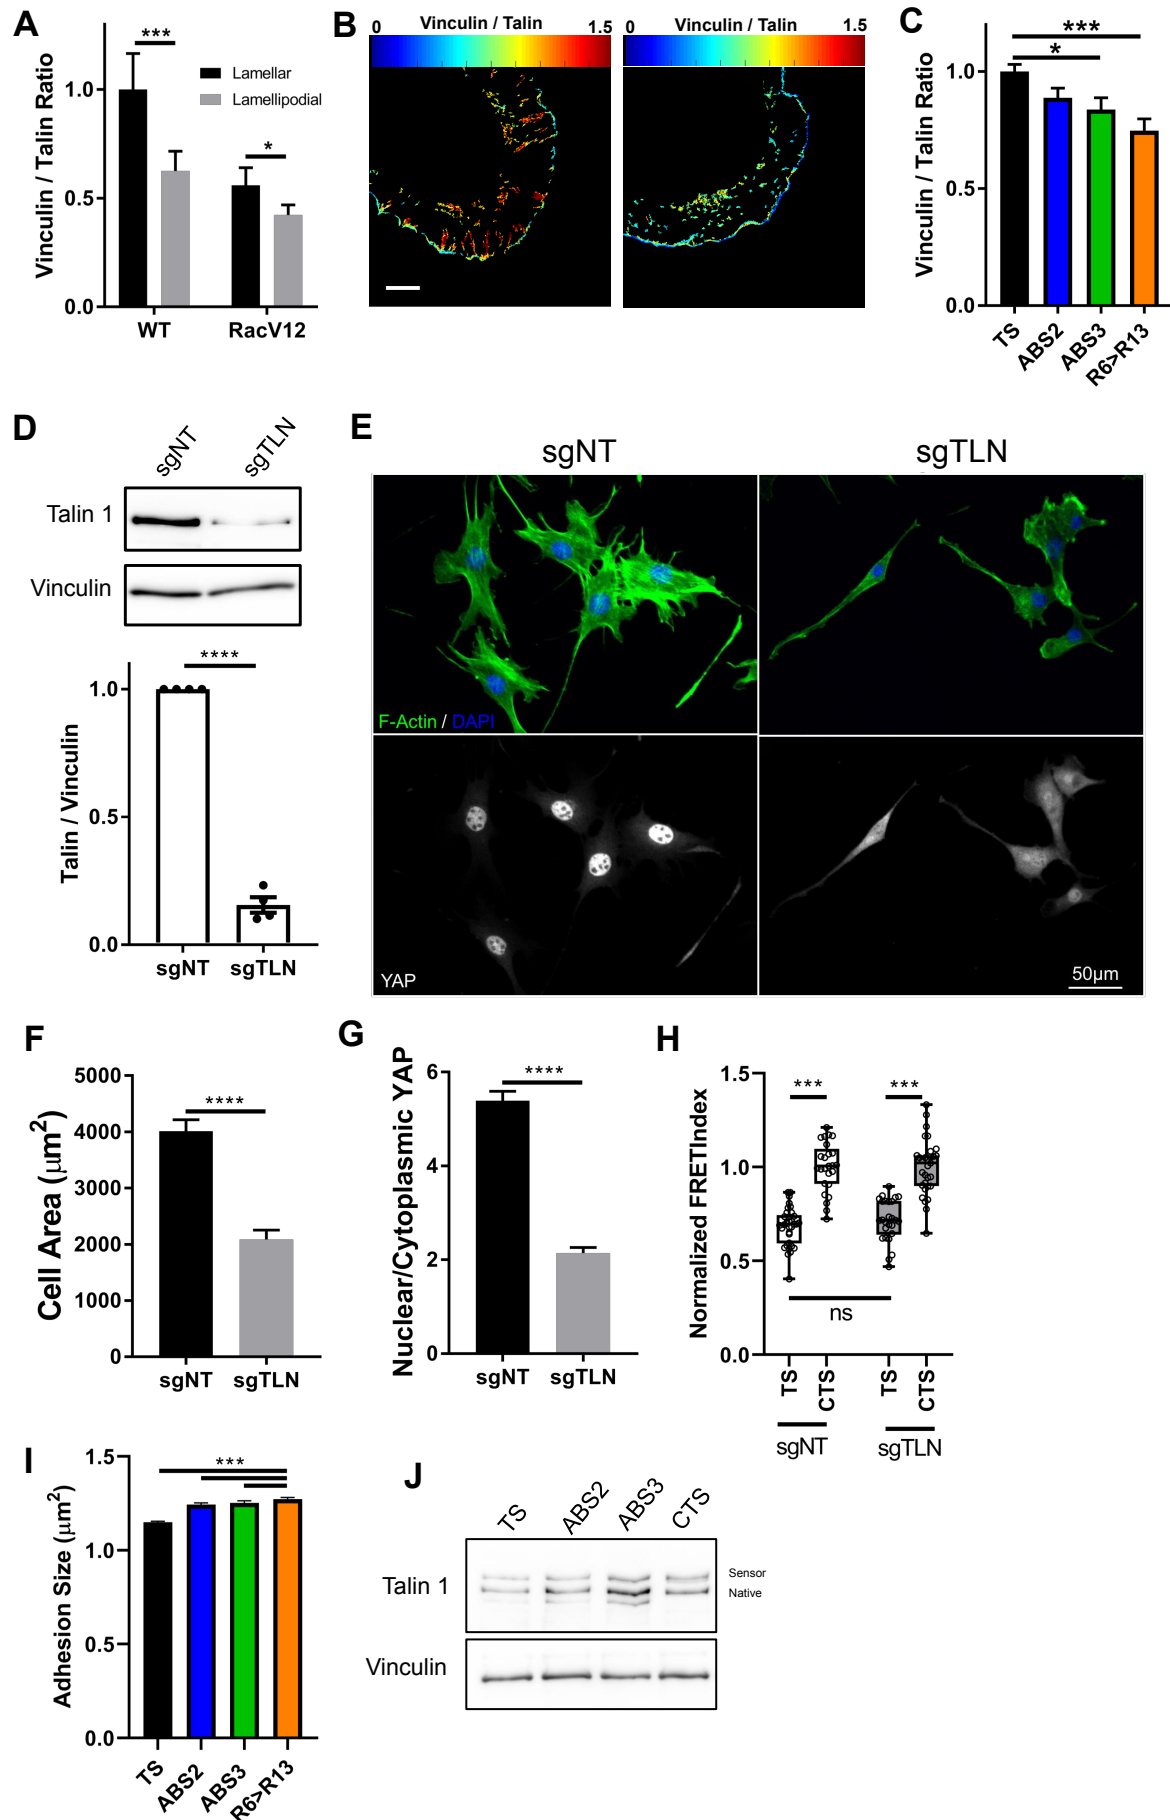 A
***
*
Lamellar
Lamellipodial
Vinculin / Talin Ratio
1.0
0.5
0.0
WT
RacV12
B
0 Vinculin / Talin 1.5
0 Vinculin / Talin 1.5
C
***
*
Vinculin / Talin Ratio
1.0
0.5
0.0
TS
ABS2
ABS3
R6>R13
D
sgNT
sgTLN
Talin 1
Vinculin
****
Talin / Vinculin
1.0
0.5
0.0
sgNT
sgTLN
E
sgNT
sgTLN
F-Actin / DAPI
YAP
50µm
F
Cell Area (µm2)
5000
4000
3000
2000
1000
0
****
sgNT
sgTLN
G
Nuclear/Cytoplasmic YAP
6
4
2
0
****
sgNT
sgTLN
H
Normalized FRETIndex
1.5
1.0
0.5
0.0
***
***
ns
TS
CTS
TS
CTS
sgNT
sgTLN
I
Adhesion Size (µm2)
1.5
1.0
0.5
0.0
***
TS
ABS2
ABS3
R6>R13
J
TS
ABS2
ABS3
CTS
Talin 1
Sensor
Native
Vinculin